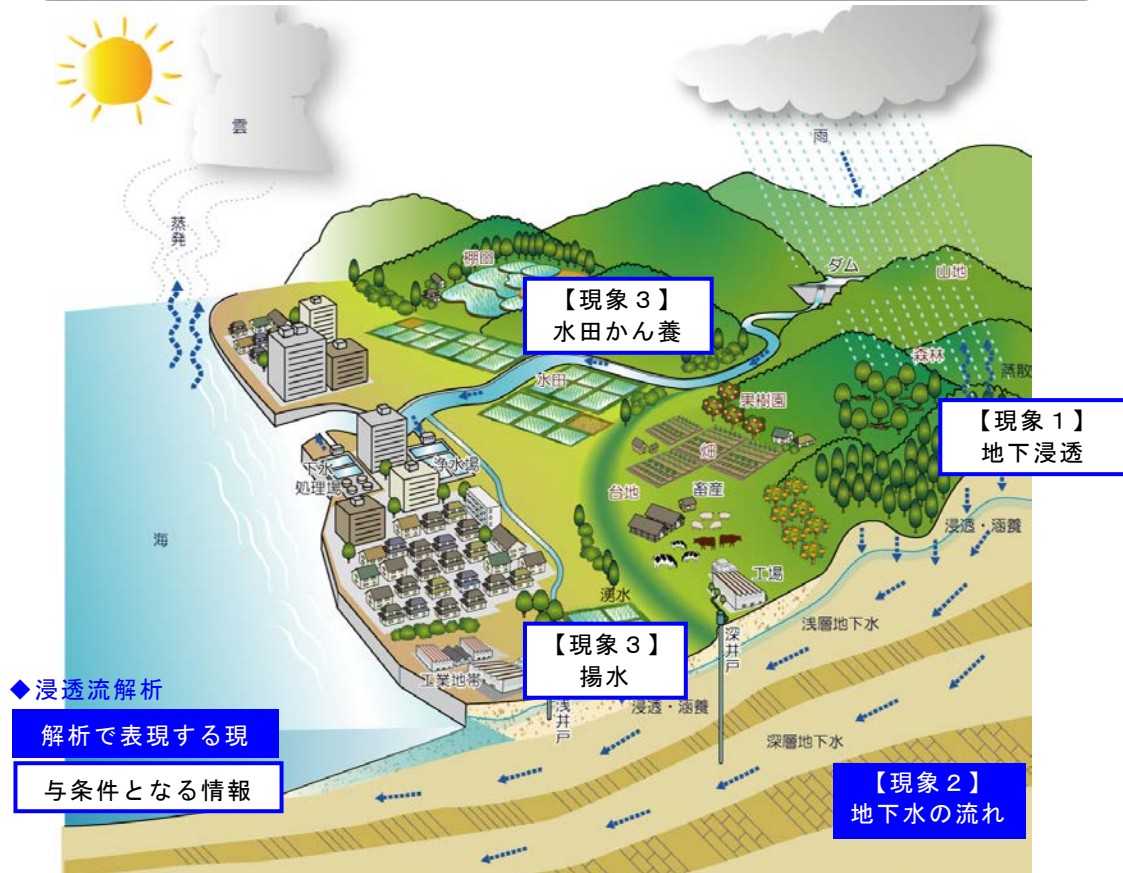 雲
雨
蒸発
棚田
ダム
山地
【現象３】
水田かん養
森林
蒸散
水田
果樹園
【現象１】
地下浸透
畑
下水
処理場
浄水場
台地
畜産
海
浸透・涵養
工場
湧水
浅層地下水
深井戸
【現象３】
揚水
◆浸透流解析
工業地帯
浅井戸
浸透・涵養
解析で表現する現
深層地下水
与条件となる情報
【現象２】
地下水の流れ